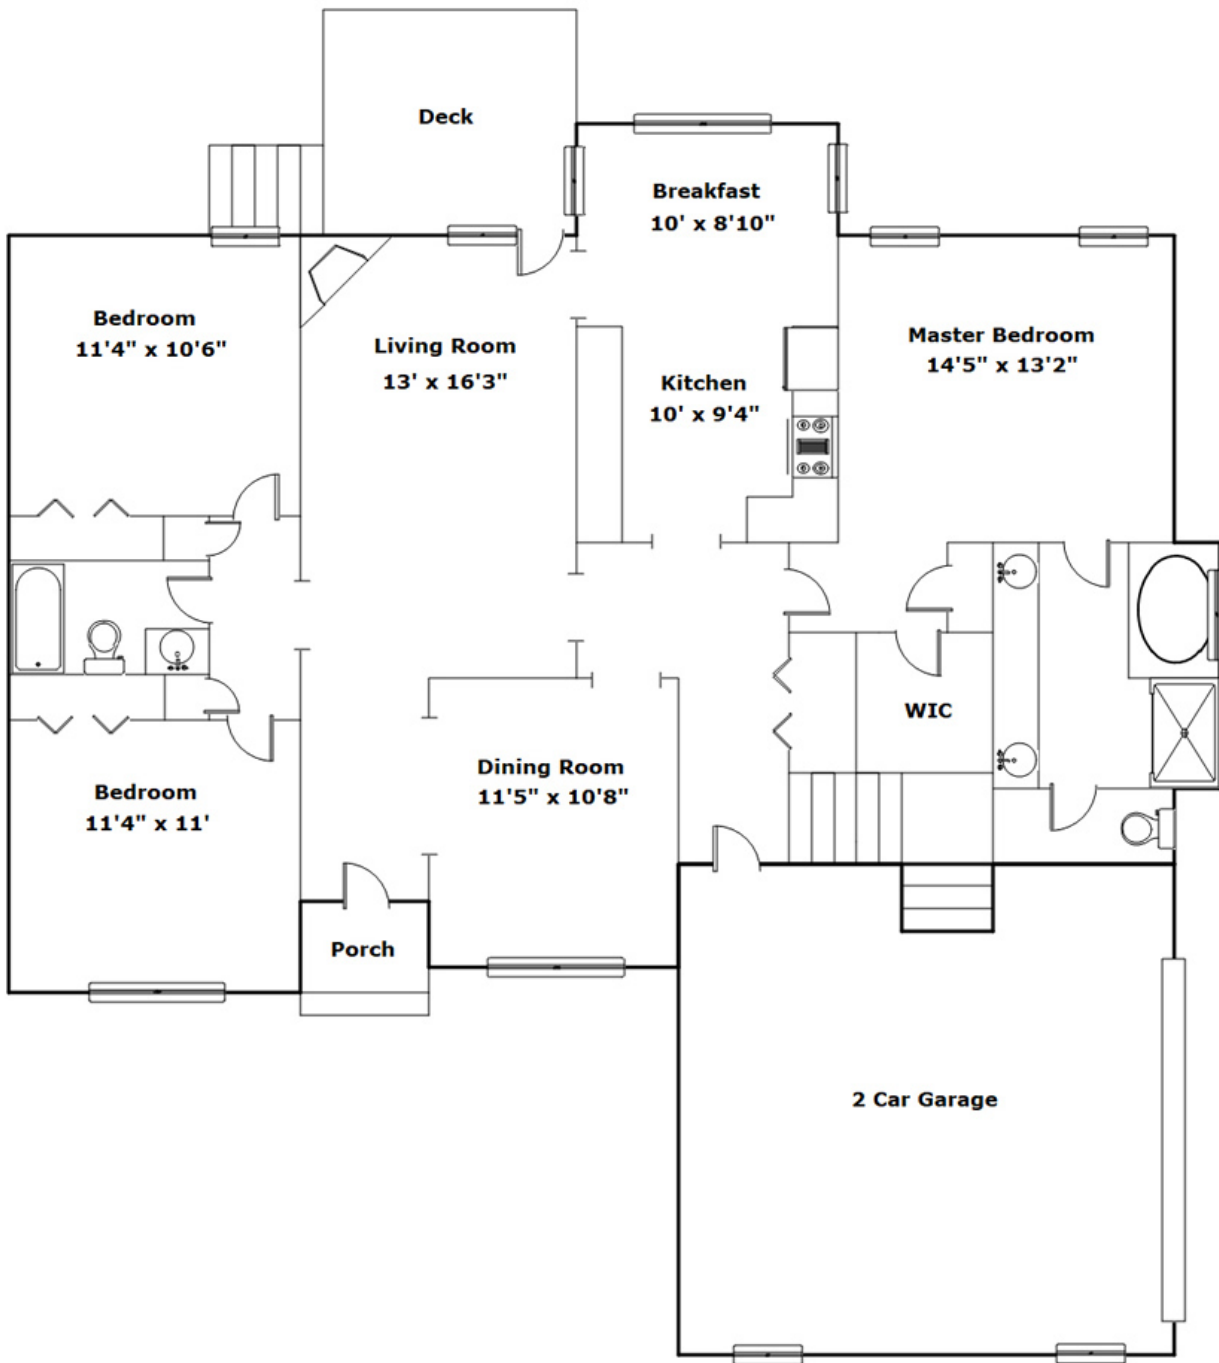 Deck
Breakfast
10' x 8'10"
Bedroom
11'4" x 10'6"
Living Room
13' x 16'3"
Kitchen
10' x 9'4"
Master Bedroom
14'5" x 13'2"
WIC
Dining Room
11'5" x 10'8"
Bedroom
11'4" x 11'
Porch
2 Car Garage